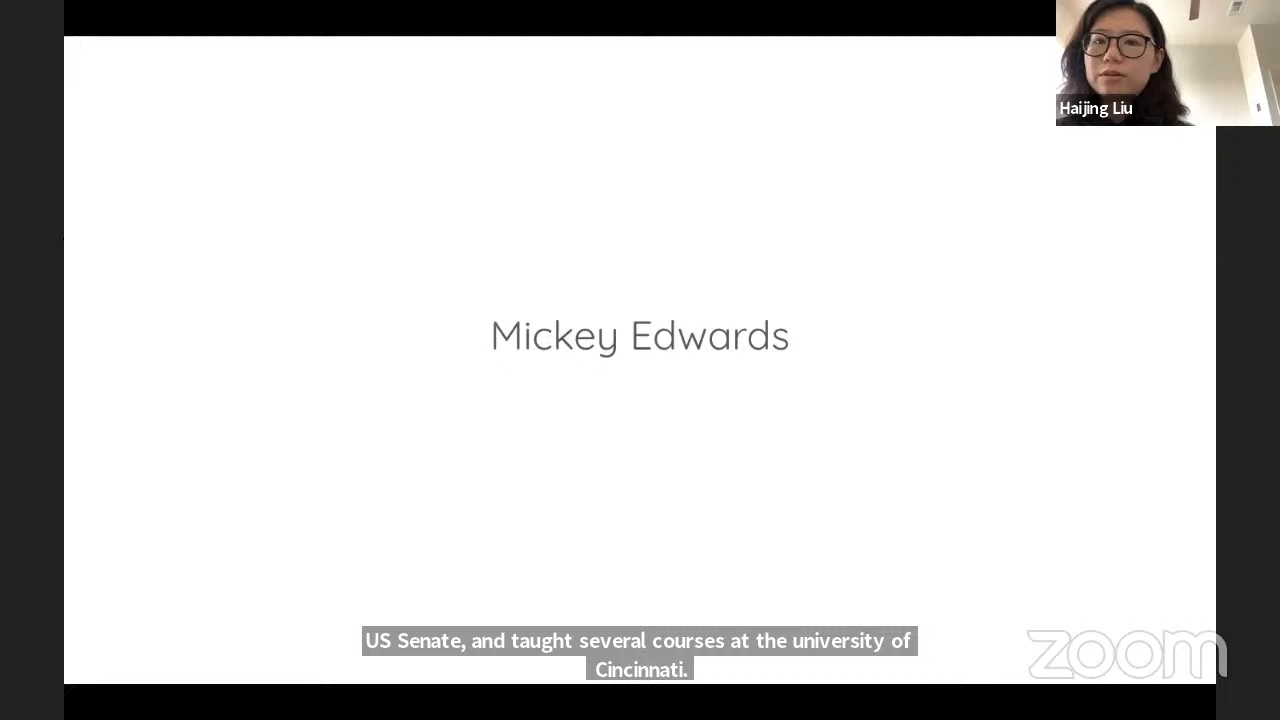 Haijing Liu
Mickey Edwards
US Senate, and taught several courses at the university of
Cincinnati.
zoom